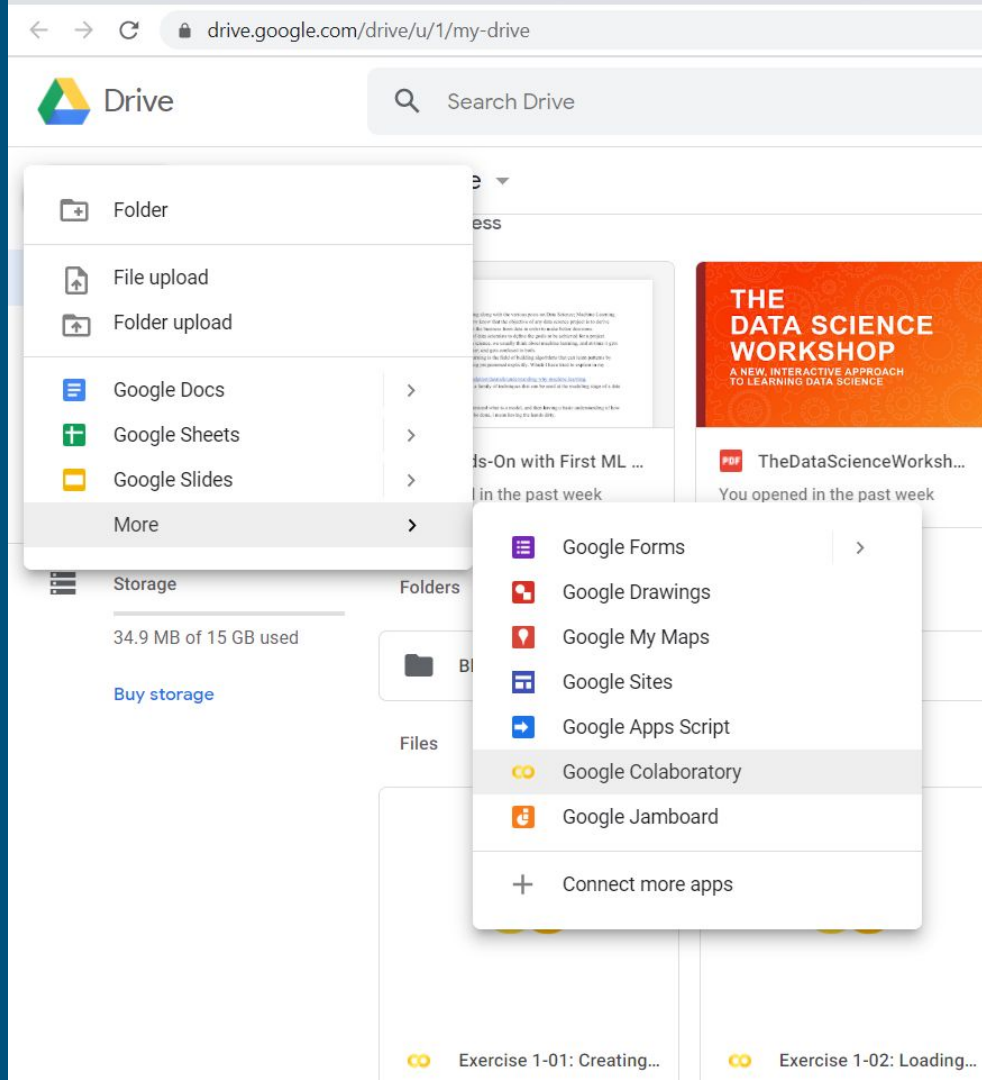 drive.google.com/drive/u/1/my-drive
Drive
Search Drive
Folder
File upload
Folder upload
Google Docs
Google Sheets
Google Slides
More
Google Forms
Google Drawings
Google My Maps
Google Sites
Google Apps Script
Google Colaboratory
Google Jamboard
Connect more apps
e
ess
THE
DATA SCIENCE
WORKSHOP
A NEW, INTERACTIVE APPROACH
TO LEARNING DATA SCIENCE
ds-On with First ML ...
in the past week
PDF TheDataScienceWorksh...
You opened in the past week
Storage
34.9 MB of 15 GB used
Buy storage
Folders
Bl
Files
Exercise 1-01: Creating...
Exercise 1-02: Loading...